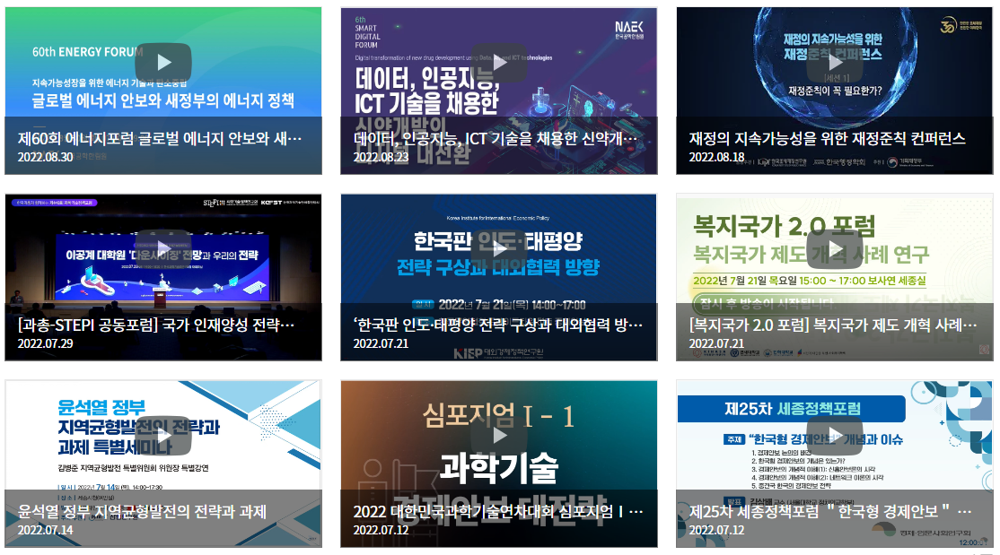 60th ENERGY FORUM
지속가능성장을 위한 에너지 기술과 탄소중립
글로벌 에너지 안보와 새정부의 에너지 정책
제60회 에너지포럼 글로벌 에너지 안보와 새…
2022.08.30
6th
SMART
DIGITAL
FORUM
NAEK
한국공학한림원
Digital transformation of new drug development using Data, AI and ICT technologies
데이터, 인공지능,
ICT 기술을 채용한
신약개발의
디지털 대전환
데이터, 인공지능, ICT 기술을 채용한 신약개…
2022.08.23
30
재정의 지속가능성을 위한
재정준칙 컨퍼런스
[세션 1]
재정준칙이 꼭 필요한가?
한국행정학회
기획재정부
재정의 지속가능성을 위한 재정준칙 컨퍼런스
2022.08.18
STEPI
KOFST
이공계 대학원 '다운사이징' 전망과 우리의 전략
[과총-STEPI 공동포럼] 국가 인재양성 전략…
2022.07.29
Korea Institute for International Economic Policy
한국판 인도·태평양
전략 구상과 대외협력 방향
일시 2022년 7월 21일(목) 14:00~17:00
‘한국판 인도·태평양 전략 구상과 대외협력 방…
2022.07.21
KIEP 대외경제정책연구원
복지국가 2.0 포럼
복지국가 제도 개혁 사례 연구
2022년 7월 21일 목요일 15:00 ~ 17:00 보사연 세종실
잠시 후 방송이 시작됩니다
[복지국가 2.0 포럼] 복지국가 제도 개혁 사례…
2022.07.21
윤석열 정부
지역균형발전의 전략과
과제 특별세미나
김병준 지역균형발전 특별위원회 위원장 특별강연
| 일시 | 2022년 7월 14일 (목), 14:00~17:30
| 장소 |
윤석열 정부 지역균형발전의 전략과 과제
2022.07.14
심포지엄 Ⅰ - 1
과학기술
경제안보 대전략
2022 대한민국과학기술연차대회 심포지엄 Ⅰ…
2022.07.12
제25차 세종정책포럼
주제 “한국형 경제안보” 개념과 이슈
1. 경제안보 논의의 배경
2. 한국형 경제안보의 개념은 있는가?
3. 경제안보의 개념적 이해(1): 신흥안보론의 시각
4. 경제안보의 개념적 이해(2): 네트워크 이론의 시각
5. 중견국 한국의 경제안보 전략
발표 김상배 교수 (서울대학교 정치외교학부)
제25차 세종정책포럼 " 한국형 경제안보 " …
2022.07.12
경제·인문사회연구회
12:00:01